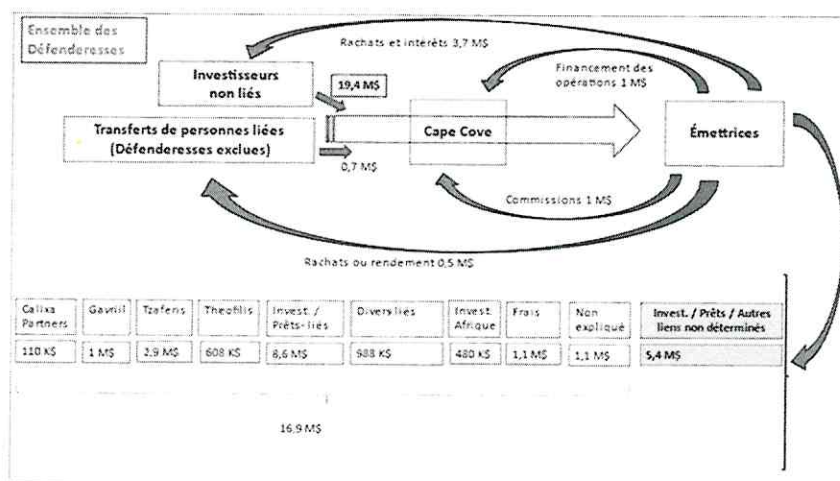 Ensemble des
Défenderesses
Rachats et intérêts 3,7 M$
Investisseurs
non liés
19,4 M$
Financement des
opérations 1 M$
Transferts de personnes liées
(Défenderesses exclues)
0,7 M$
Cape Cove
Émettrices
Commissions 1 M$
Rachats ou rendement 0,5 M$
Calixa
Partners
Gavriil
Tzaferis
Theofilis
Invest. /
Prêts- liés
Divers liés
Invest.
Afrique
Frais
Non
expliqué
Invest. / Prêts / Autres
liens non déterminés
110 K$
1 M$
2,9 M$
608 K$
8,6 M$
988 K$
480 K$
1,1 M$
1,1 M$
5,4 M$
16,9 M$